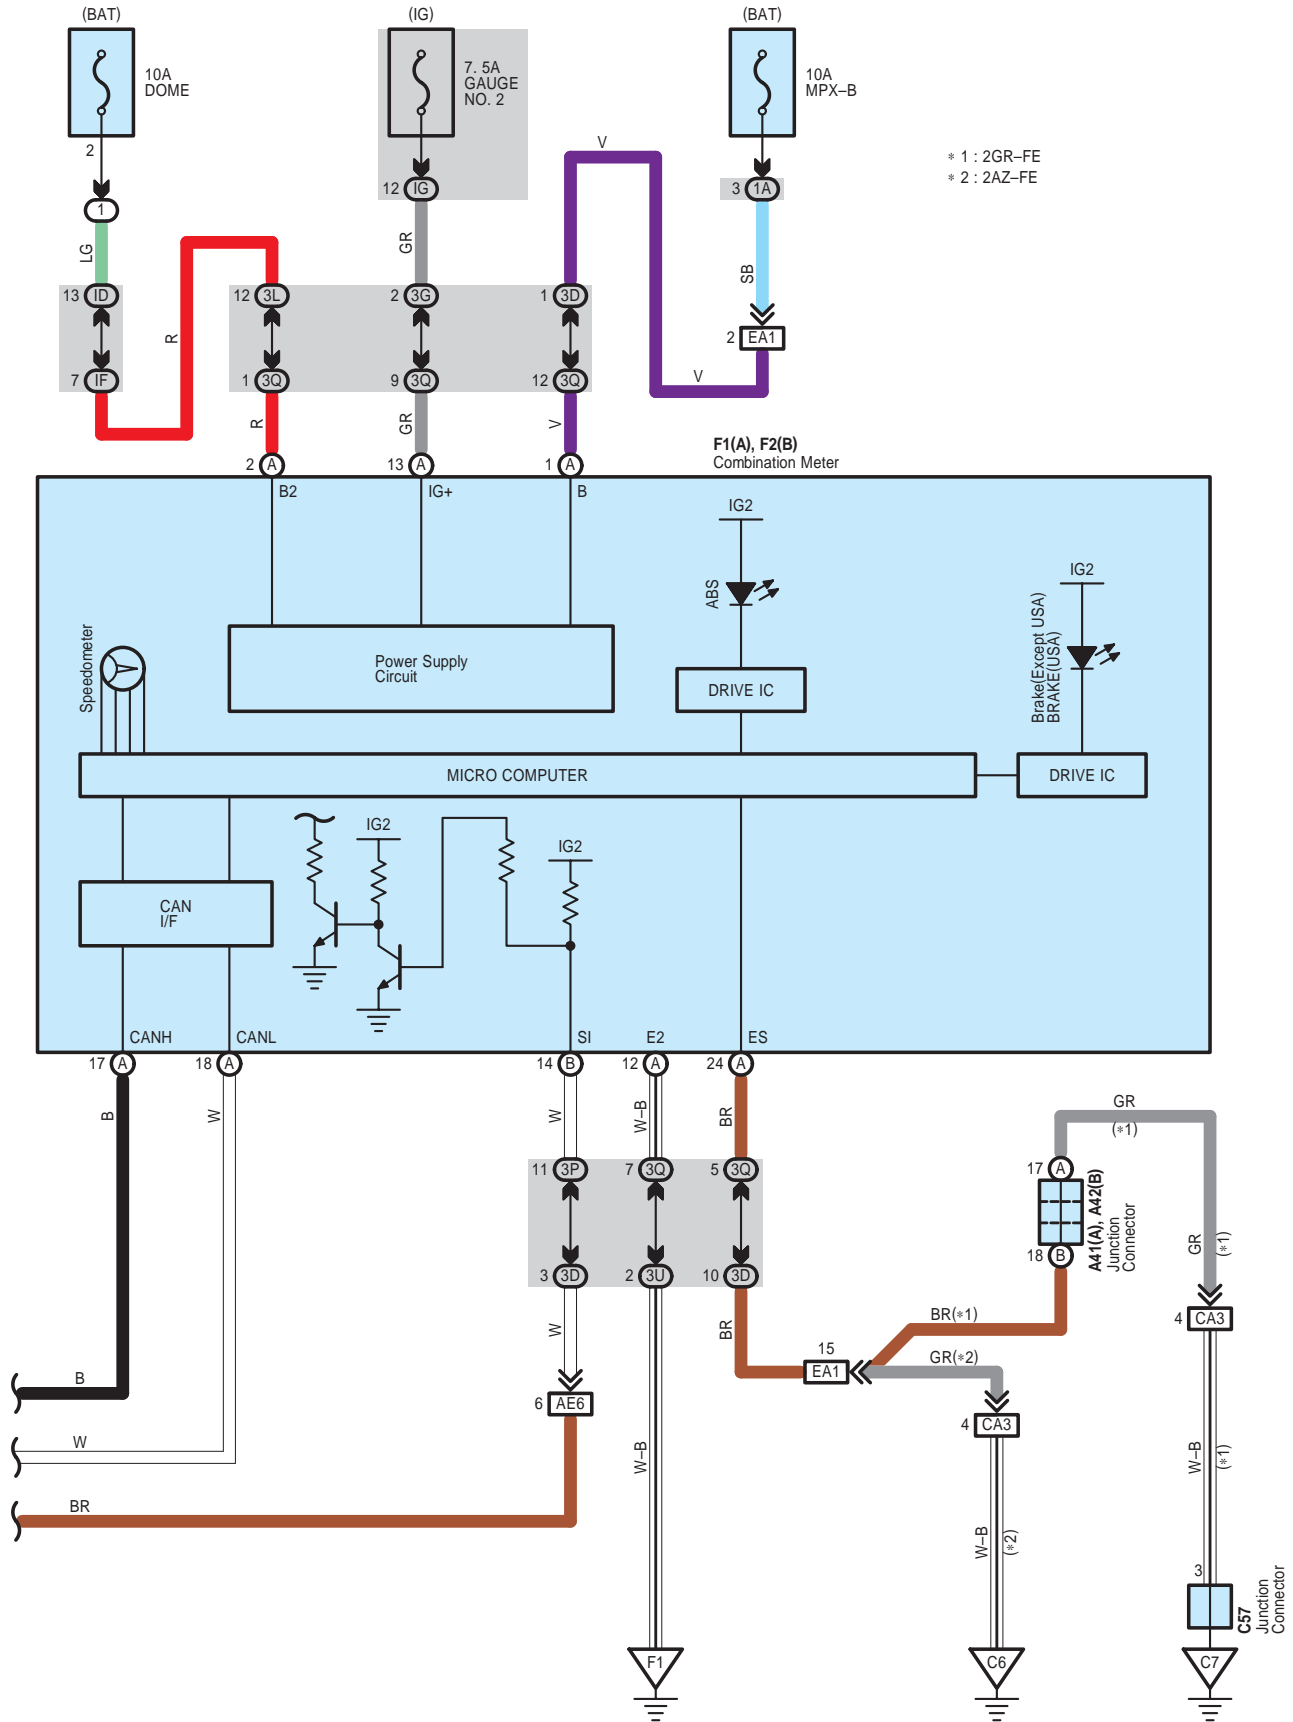 (BAT)
(IG)
(BAT)
10A
DOME
7. 5A
GAUGE
NO. 2
10A
MPX–B
∗ 1 : 2GR–FE
∗ 2 : 2AZ–FE
2
1
12 IG
3 1A
V
LG
GR
SB
13 ID
12 3L
2 3G
1 3D
2 EA1
R
7 IF
1 3Q
9 3Q
12 3Q
V
R
GR
V
F1(A), F2(B)
Combination Meter
2 A
13 A
1 A
B2
IG+
B
IG2
ABS
IG2
Brake(Except USA)
BRAKE(USA)
Speedometer
Power Supply
Circuit
DRIVE IC
MICRO COMPUTER
DRIVE IC
IG2
IG2
CAN
I/F
CANH
CANL
SI
E2
ES
17 A
18 A
14 B
12 A
24 A
B
W
W
W–B
BR
GR
(∗1)
11 3P
7 3Q
5 3Q
17 A
A41(A), A42(B)
Junction
Connector
18 B
GR
(∗1)
3 3D
2 3U
10 3D
W
BR
BR(∗1)
4 CA3
15
EA1
GR(∗2)
B
6 AE6
4 CA3
W
W–B
W–B
(∗1)
BR
W–B
(∗2)
3
C57
Junction
Connector
F1
C6
C7